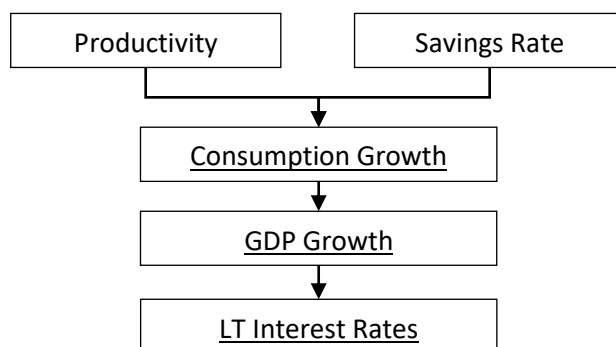 Productivity
Savings Rate
Consumption Growth
GDP Growth
LT Interest Rates